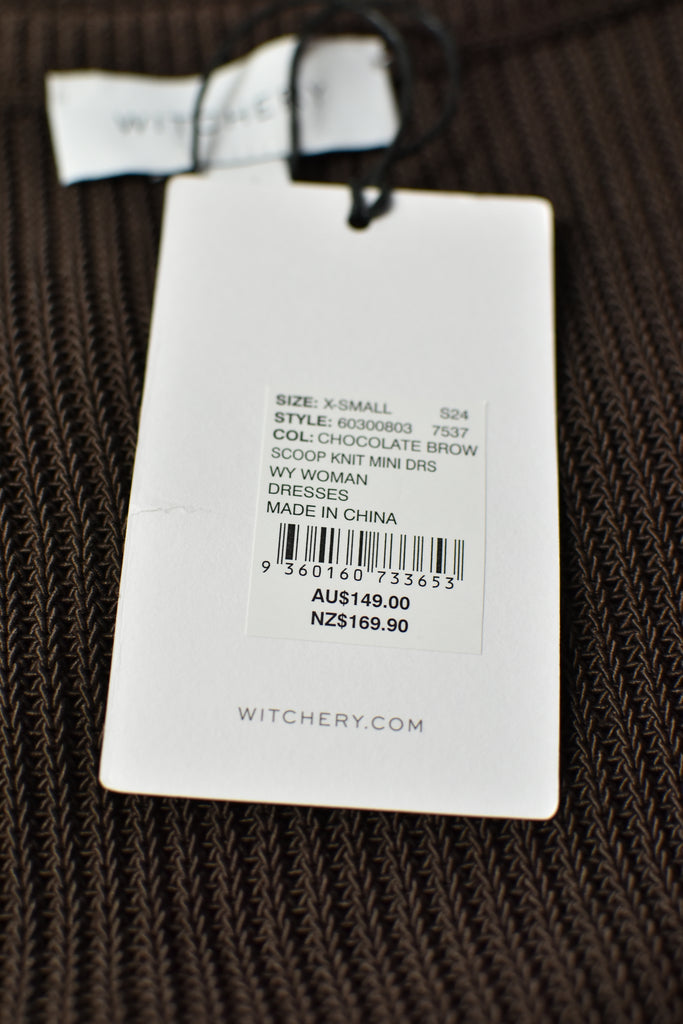 WITCHERY
SIZE: X-SMALL S24
STYLE: 60300803 7537
COL: CHOCOLATE BROW
SCOOP KNIT MINI DRS
WY WOMAN
DRESSES
MADE IN CHINA
9 360160 733653
AU$149.00
NZ$169.90
WITCHERY.COM